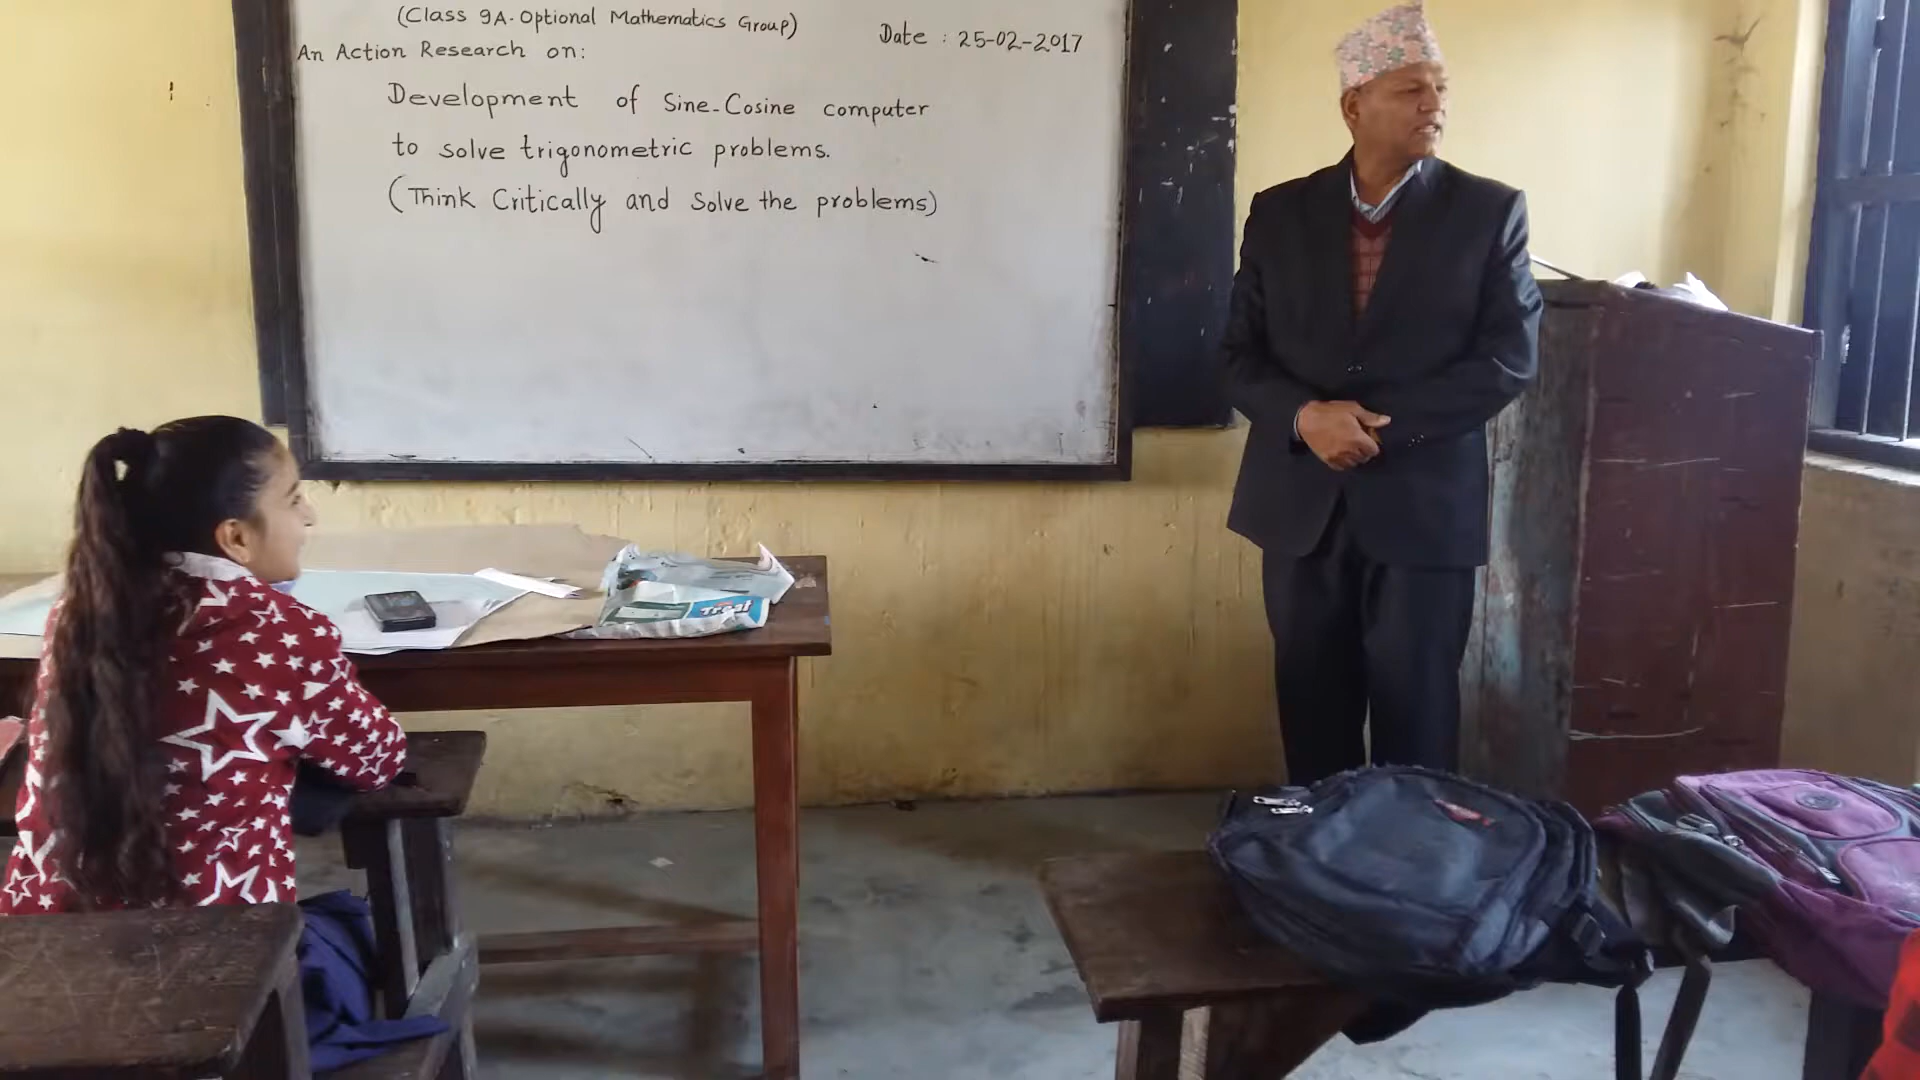 (Class 9A. Optional Mathematics Group)
Date : 25-02-2017
An Action Research on:
Development of Sine-Cosine computer
to solve trigonometric problems.
(Think Critically and Solve the problems)
Treat